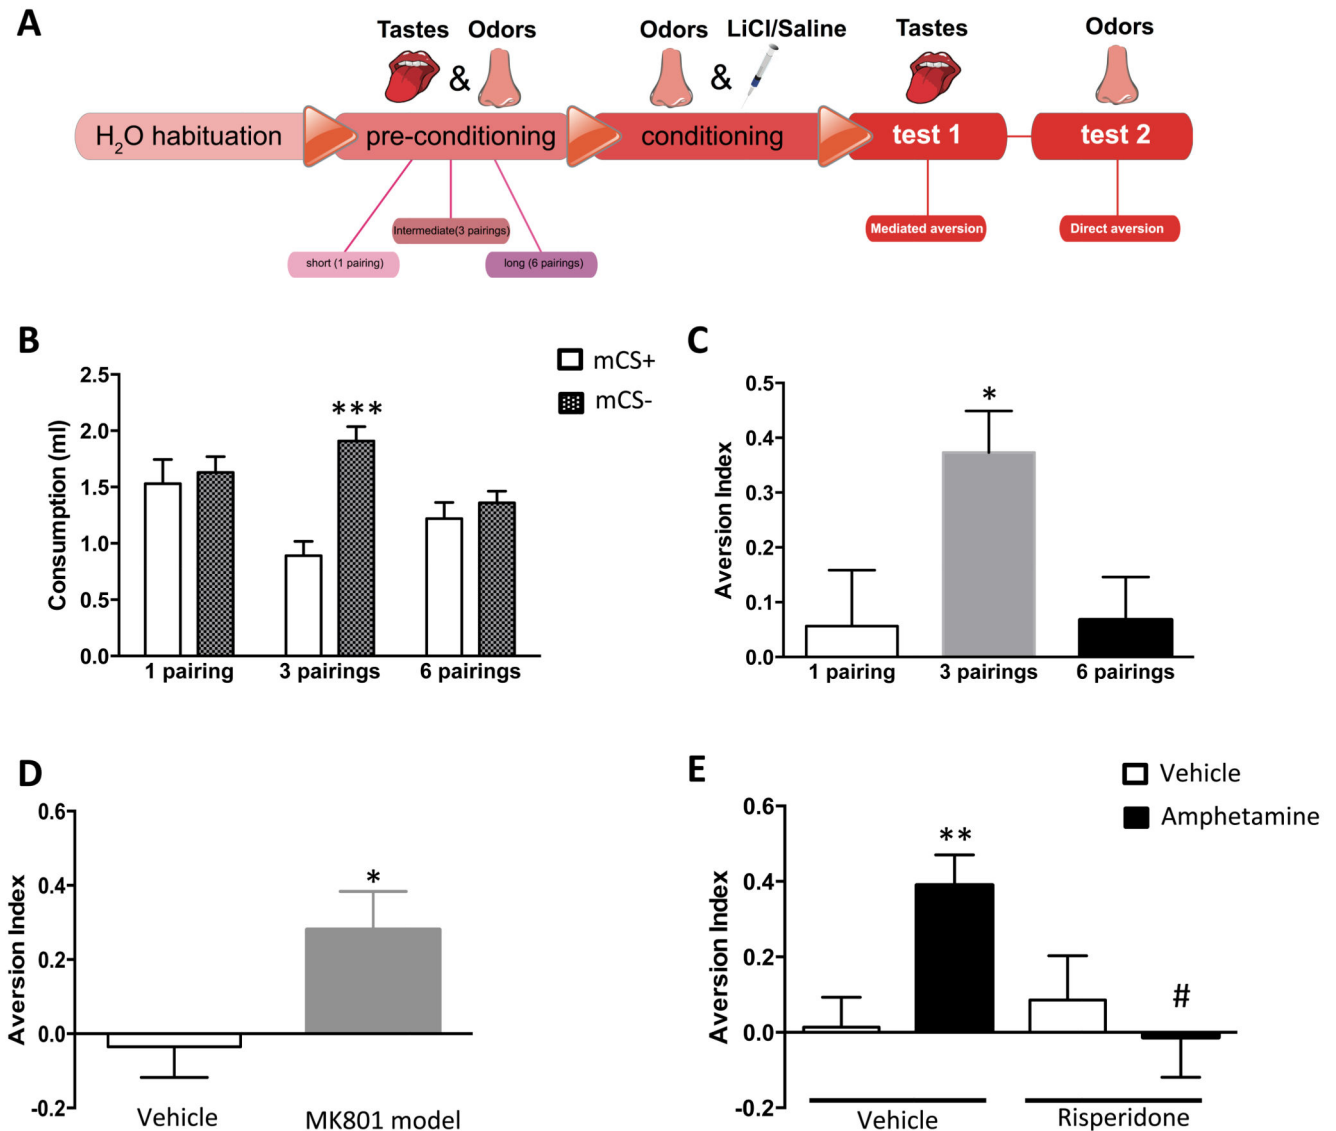 A
Tastes
Odors
Odors
LiCl/Saline
Tastes
Odors
&
&
H2O habituation
pre-conditioning
conditioning
test 1
test 2
Intermediate(3 pairings)
Mediated aversion
Direct aversion
short (1 pairing)
long (6 pairings)
B
mCS+
mCS-
Consumption (ml)
2.5
2.0
1.5
1.0
0.5
0.0
***
1 pairing
3 pairings
6 pairings
C
Aversion Index
0.5
0.4
0.3
0.2
0.1
0.0
*
1 pairing
3 pairings
6 pairings
D
Aversion Index
0.6
0.4
0.2
0.0
-0.2
*
Vehicle
MK801 model
E
Vehicle
Amphetamine
Aversion Index
0.6
0.4
0.2
0.0
-0.2
**
#
Vehicle
Risperidone